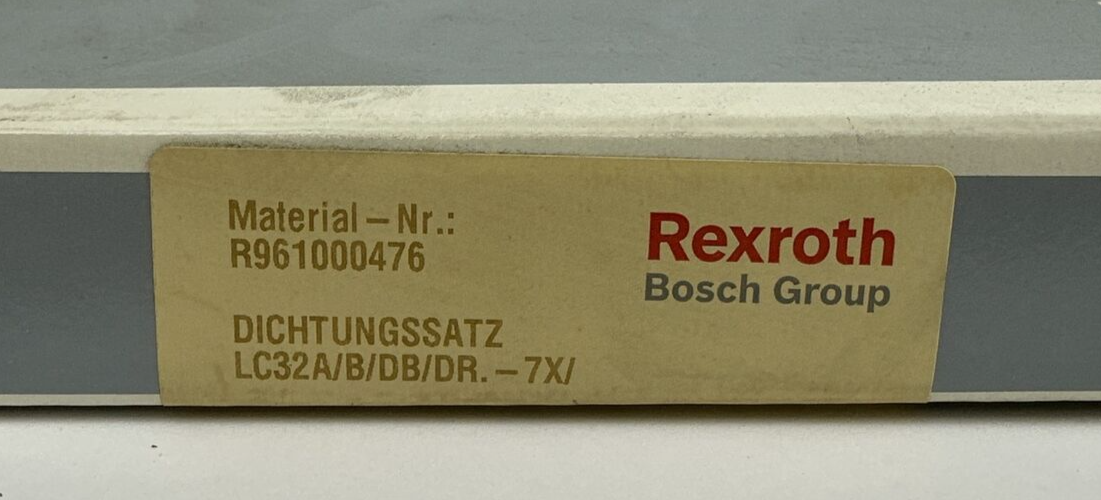 Material – Nr.:
R961000476
DICHTUNGSSATZ
LC32A/B/DB/DR. – 7X/
Rexroth
Bosch Group